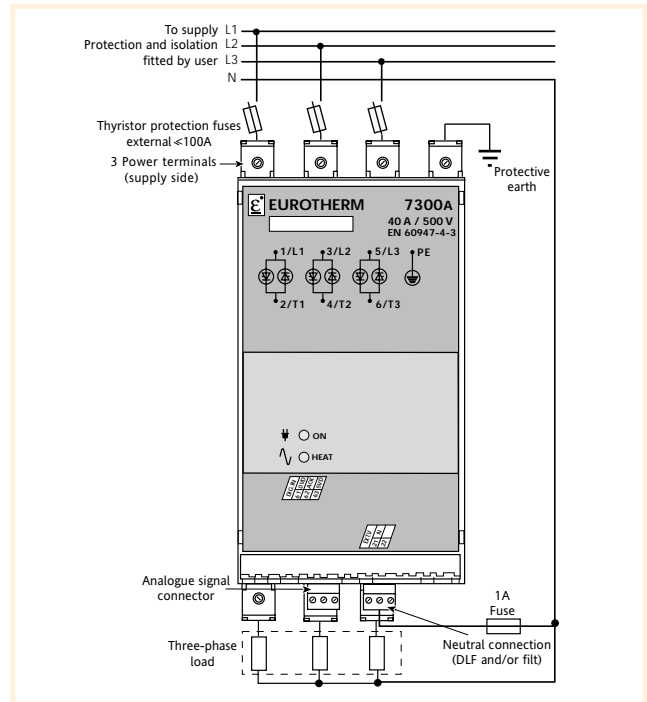 To supply L1
Protection and isolation L2
fitted by user L3
N
Thyristor protection fuses
external ≪100A
3 Power terminals
(supply side)
Protective
earth
EUROTHERM 7300A
40 A / 500 V
EN 60947-4-3
1/L1 3/L2 5/L3 PE
2/T1 4/T2 6/T3
ON
HEAT
Analogue signal
connector
1A
Fuse
Three-phase
load
Neutral connection
(DLF and/or filt)